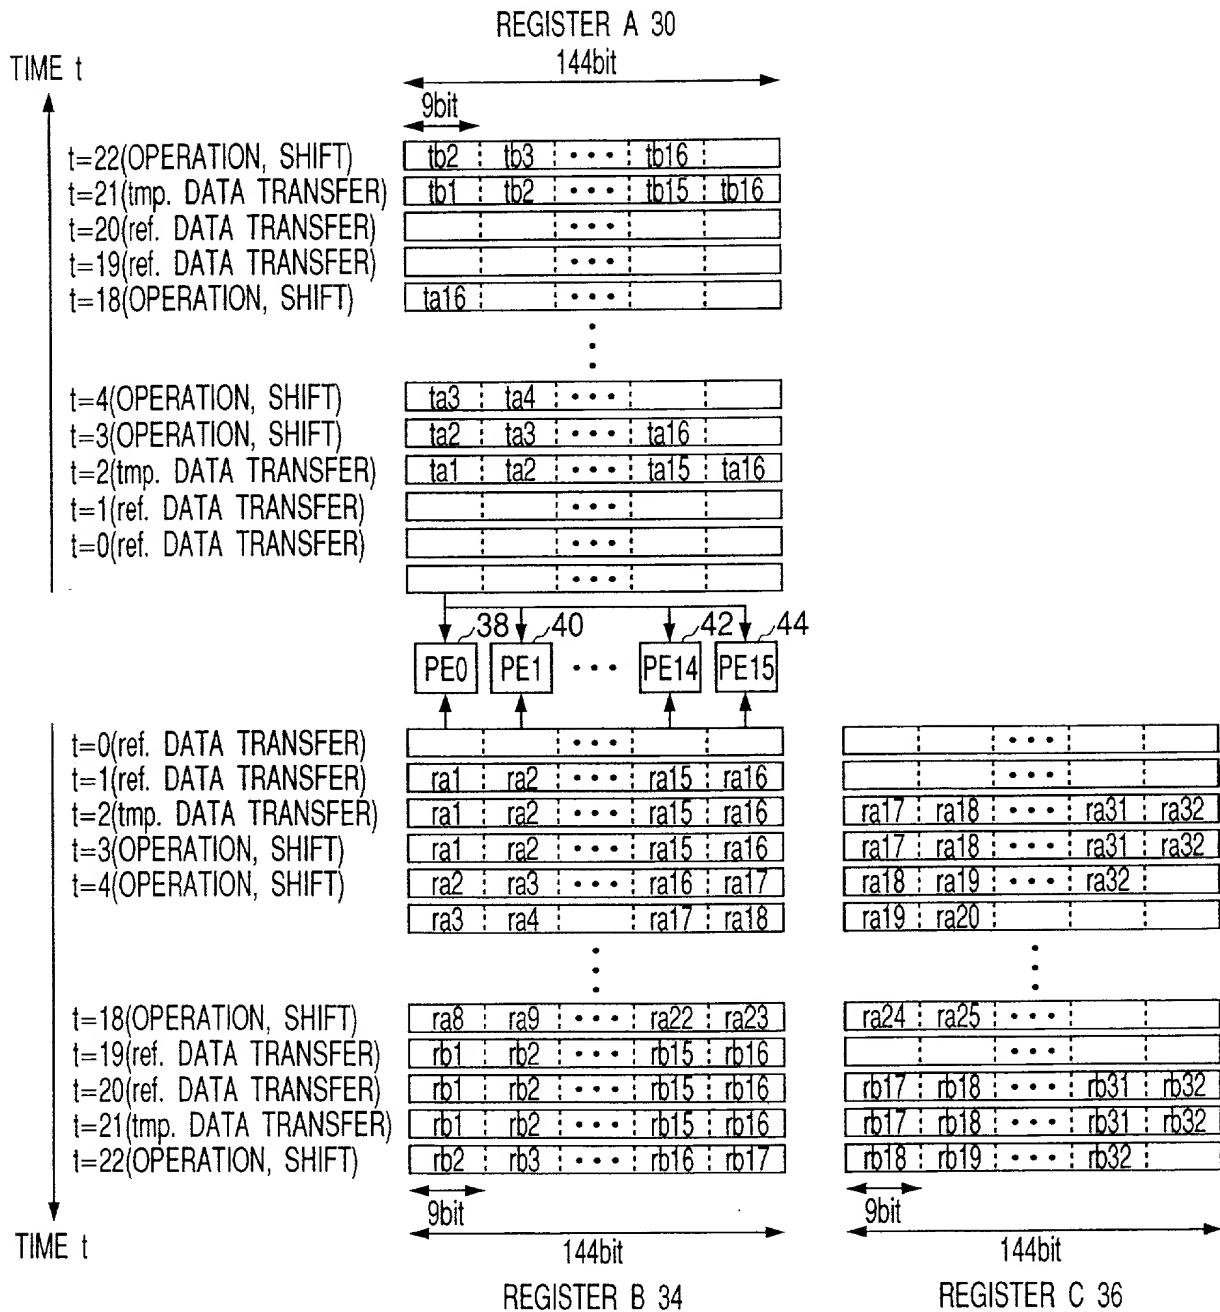 REGISTER A 30
TIME t
144bit
9bit
t=22(OPERATION, SHIFT) tb2 tb3 ••• tb16
t=21(tmp. DATA TRANSFER) tb1 tb2 ••• tb15 tb16
t=20(ref. DATA TRANSFER) •••
t=19(ref. DATA TRANSFER) •••
t=18(OPERATION, SHIFT) ta16 •••
t=4(OPERATION, SHIFT) ta3 ta4 •••
t=3(OPERATION, SHIFT) ta2 ta3 ••• ta16
t=2(tmp. DATA TRANSFER) ta1 ta2 ••• ta15 ta16
t=1(ref. DATA TRANSFER) •••
t=0(ref. DATA TRANSFER) •••
•••
38 40 42 44
PE0 PE1 ••• PE14 PE15
t=0(ref. DATA TRANSFER) ••• •••
t=1(ref. DATA TRANSFER) ra1 ra2 ••• ra15 ra16 •••
t=2(tmp. DATA TRANSFER) ra1 ra2 ••• ra15 ra16 ra17 ra18 ••• ra31 ra32
t=3(OPERATION, SHIFT) ra1 ra2 ••• ra15 ra16 ra17 ra18 ••• ra31 ra32
t=4(OPERATION, SHIFT) ra2 ra3 ••• ra16 ra17 ra18 ra19 ••• ra32
ra3 ra4 ra17 ra18 ra19 ra20
t=18(OPERATION, SHIFT) ra8 ra9 ••• ra22 ra23 ra24 ra25 •••
t=19(ref. DATA TRANSFER) rb1 rb2 ••• rb15 rb16 •••
t=20(ref. DATA TRANSFER) rb1 rb2 ••• rb15 rb16 rb17 rb18 ••• rb31 rb32
t=21(tmp. DATA TRANSFER) rb1 rb2 ••• rb15 rb16 rb17 rb18 ••• rb31 rb32
t=22(OPERATION, SHIFT) rb2 rb3 ••• rb16 rb17 rb18 rb19 ••• rb32
9bit 9bit
TIME t
144bit 144bit
REGISTER B 34 REGISTER C 36